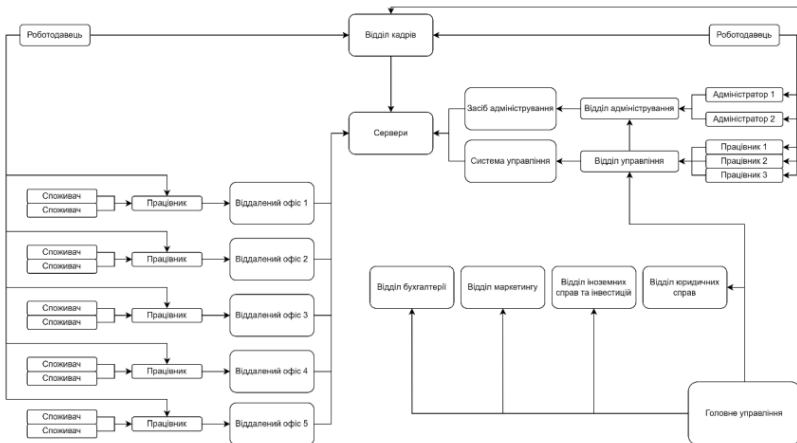 Роботодавець
Відділ кадрів
Роботодавець
Засіб адміністрування
Відділ адміністрування
Адміністратор 1
Адміністратор 2
Сервери
Система управління
Відділ управління
Працівник 1
Працівник 2
Працівник 3
Споживач
Споживач
Працівник
Віддалений офіс 1
Споживач
Споживач
Працівник
Віддалений офіс 2
Споживач
Споживач
Працівник
Віддалений офіс 3
Споживач
Споживач
Працівник
Віддалений офіс 4
Споживач
Споживач
Працівник
Віддалений офіс 5
Відділ бухгалтерії
Відділ маркетингу
Відділ іноземних
справ та інвестицій
Відділ юридичних
справ
Головне управління